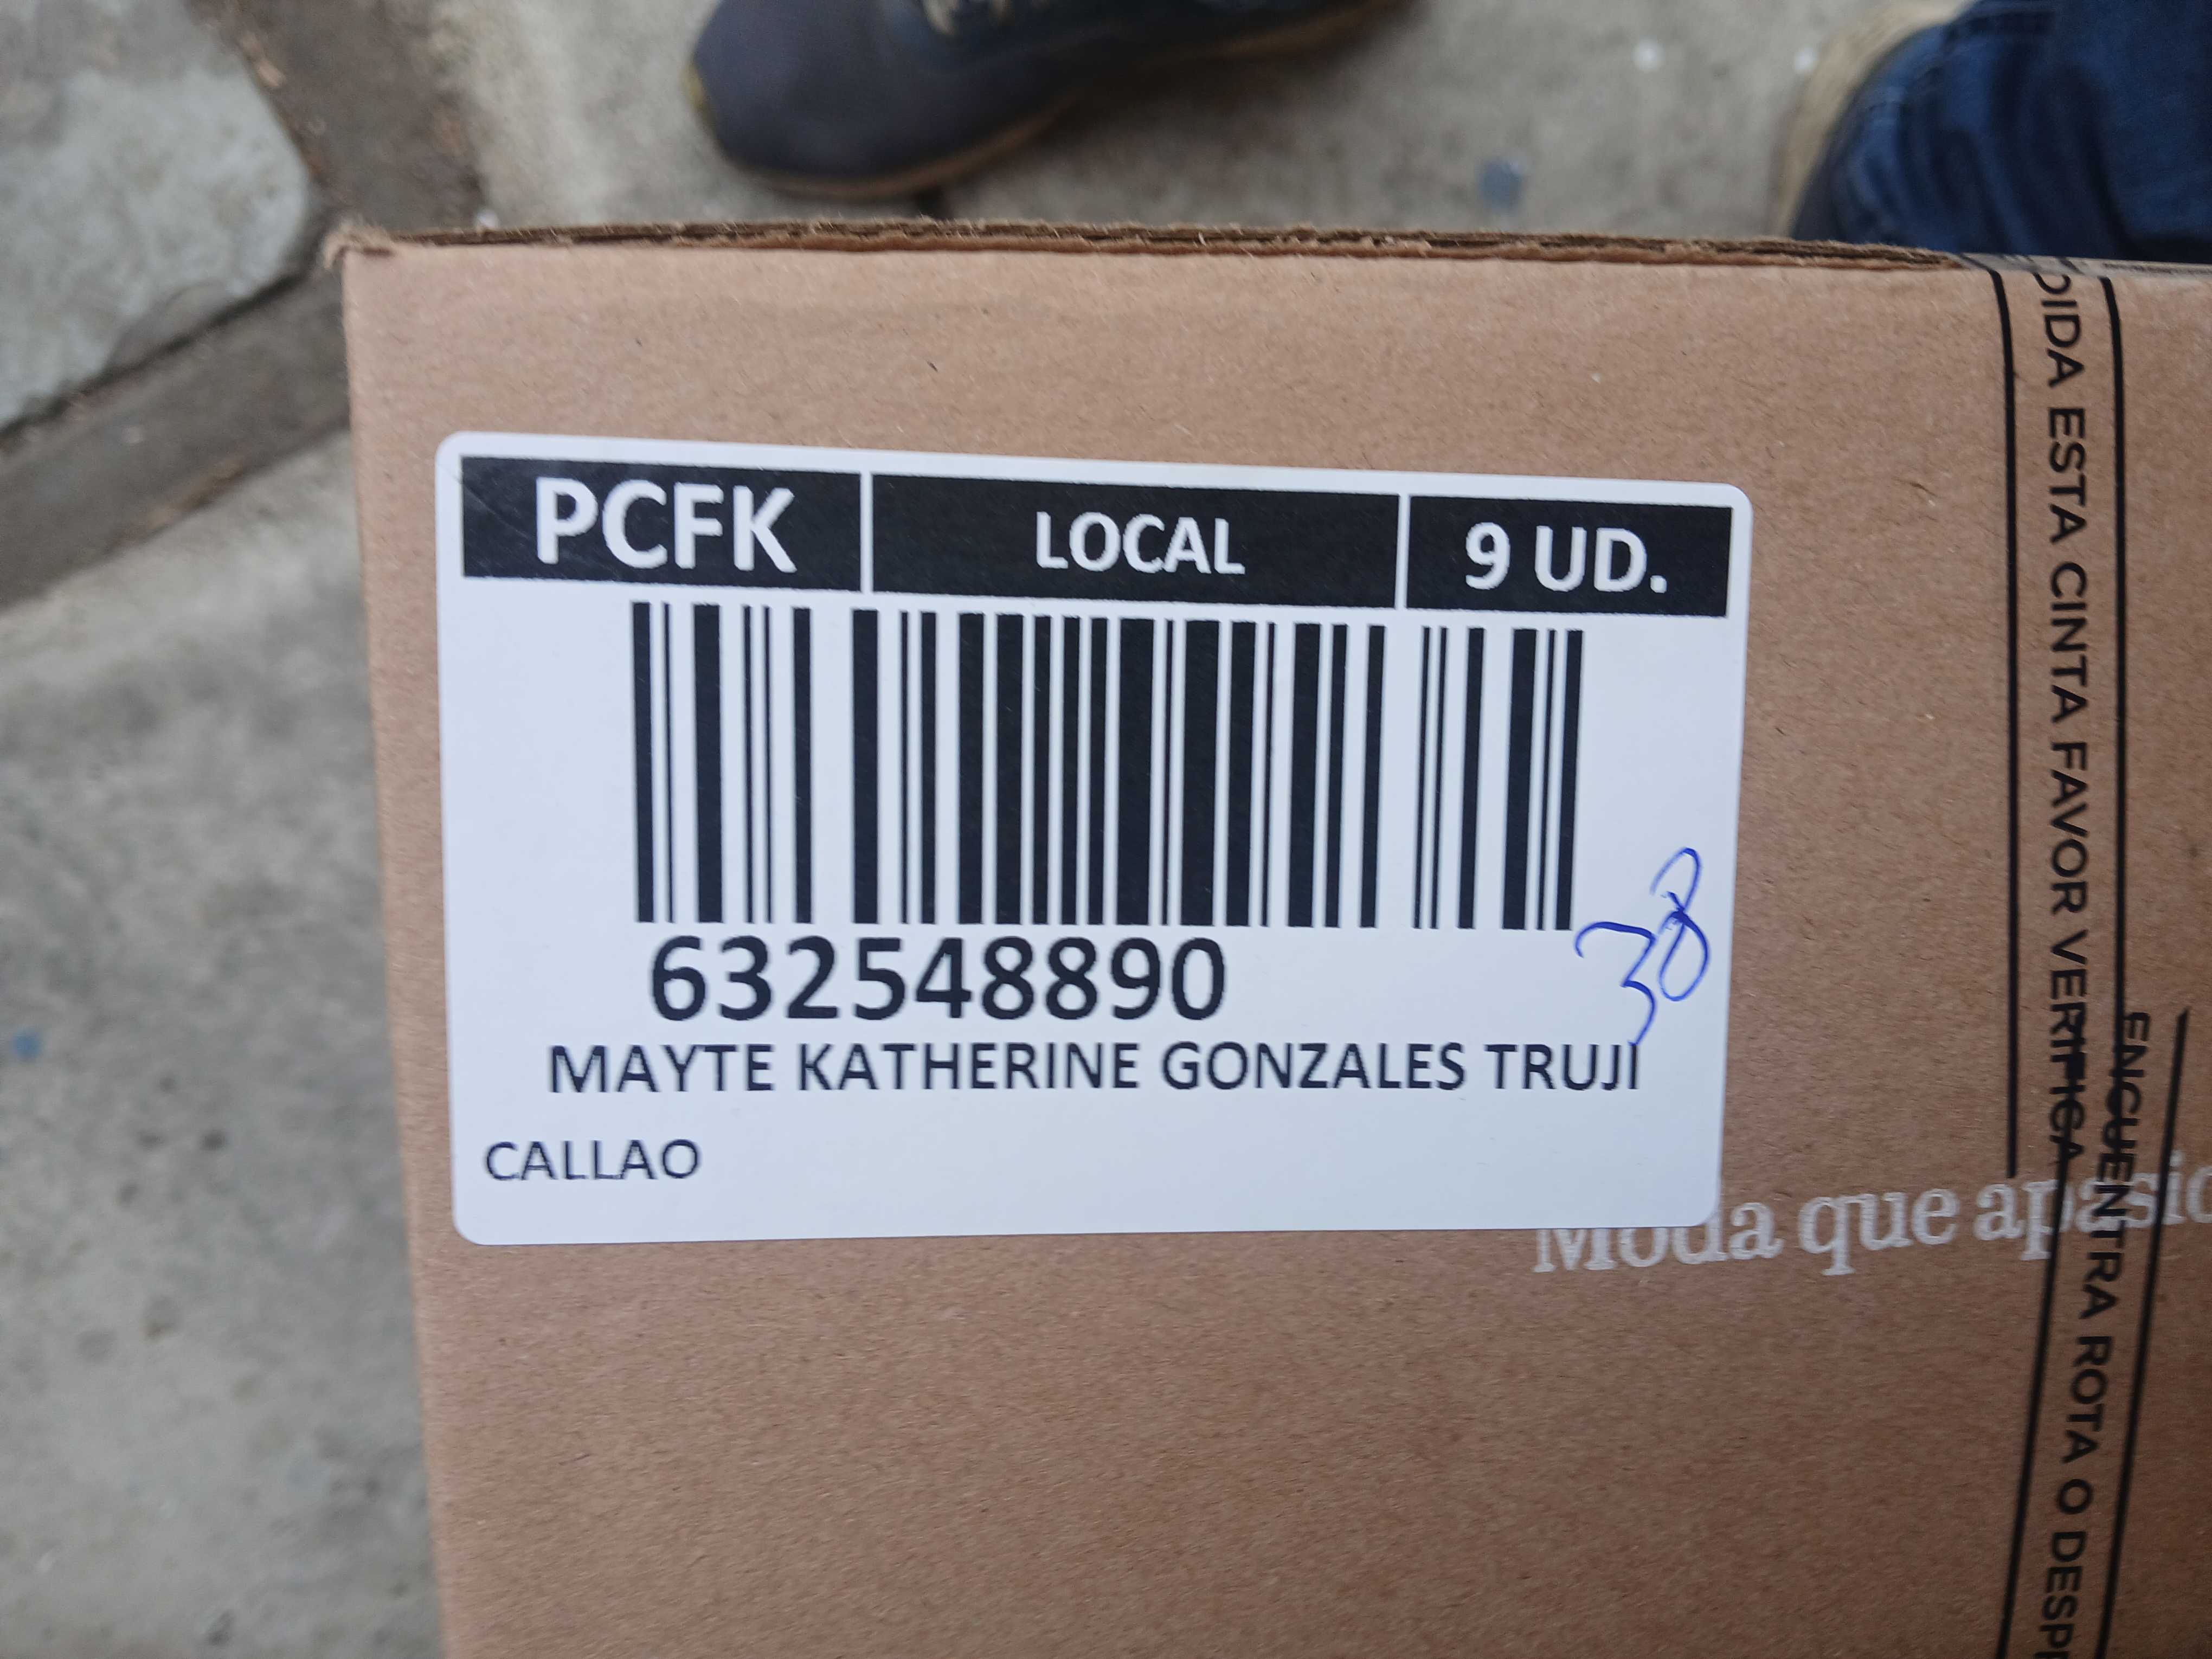 PCFK LOCAL 9 UD.
632548890
38
MAYTE KATHERINE GONZALES TRUJI
CALLAO
Moda que apasio
DIDA ESTA CINTA FAVOR VERIFICA
ENCUENTRA ROTA O DESP